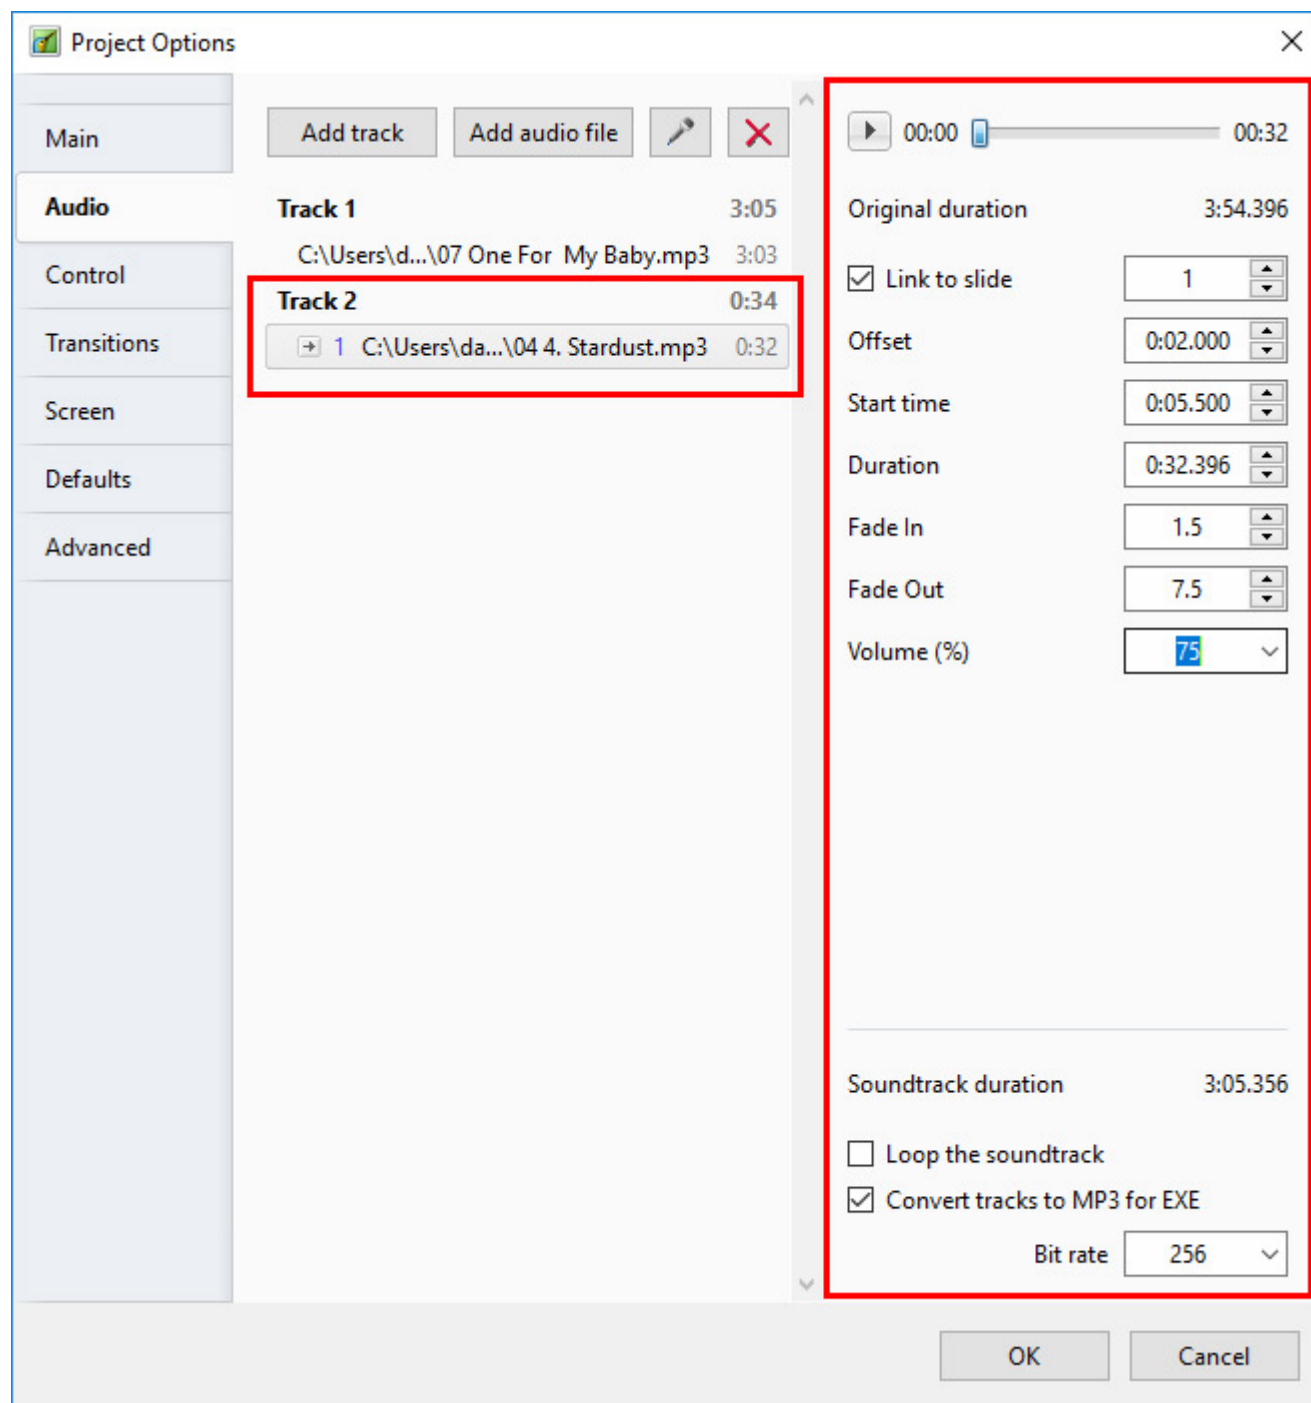 Project Options
Main
Audio
Control
Transitions
Screen
Defaults
Advanced
Add track Add audio file
Track 1 3:05
C:\Users\d...\07 One For  My Baby.mp3 3:03
Track 2 0:34
1 C:\Users\da...\04 4. Stardust.mp3 0:32
00:00 00:32
Original duration 3:54.396
Link to slide 1
Offset 0:02.000
Start time 0:05.500
Duration 0:32.396
Fade In 1.5
Fade Out 7.5
Volume (%) 75
Soundtrack duration 3:05.356
Loop the soundtrack
Convert tracks to MP3 for EXE
Bit rate 256
OK Cancel